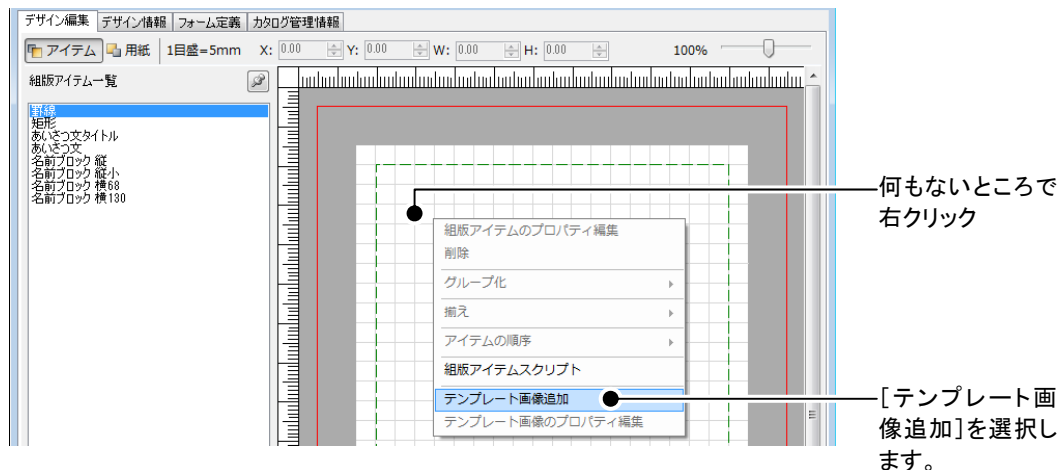 デザイン編集 デザイン情報 フォーム定義 カタログ管理情報
アイテム 用紙 1目盛=5mm X: 0.00 Y: 0.00 W: 0.00 H: 0.00 100%
組版アイテム一覧
罫線
矩形
あいさつ文タイトル
あいさつ文
名前ブロック 縦
名前ブロック 縦小
名前ブロック 横68
名前ブロック 横130
何もないところで
右クリック
組版アイテムのプロパティ編集
削除
グループ化
揃え
アイテムの順序
組版アイテムスクリプト
テンプレート画像追加
テンプレート画像のプロパティ編集
[テンプレート画
像追加]を選択し
ます。